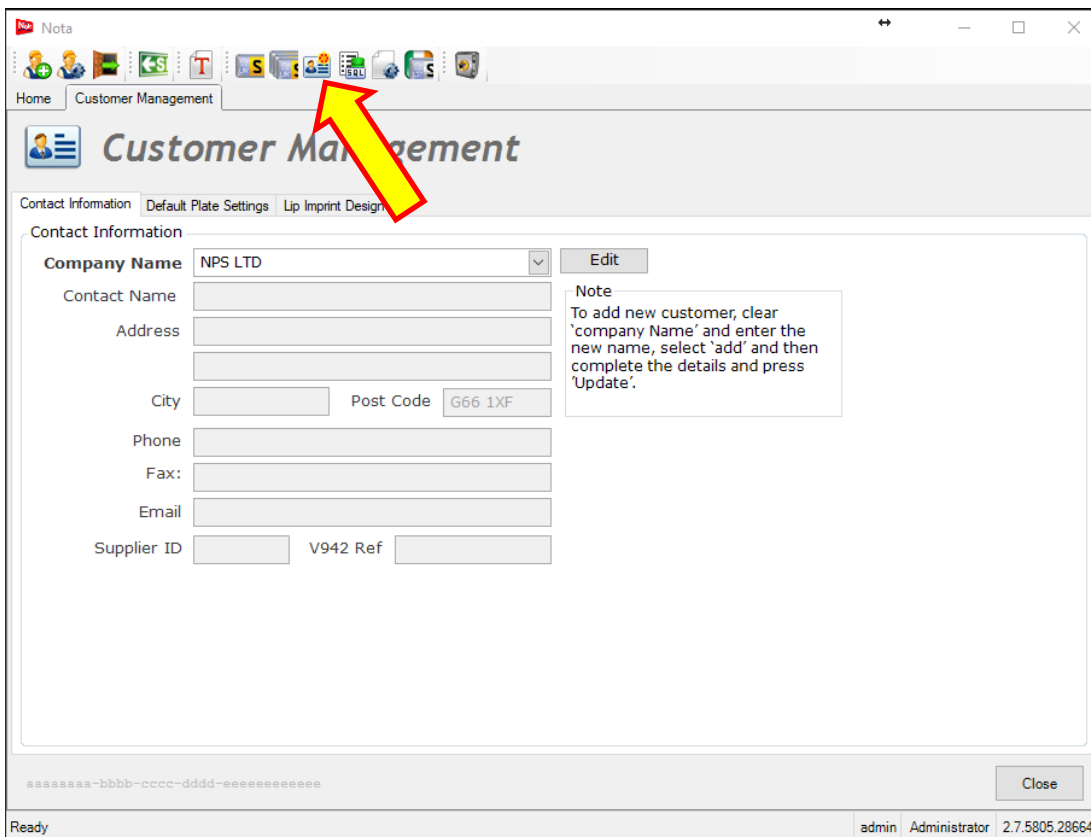 Nota
Home Customer Management
Customer Management
Contact Information Default Plate Settings Lip Imprint Design
Contact Information
Company Name NPS LTD Edit
Contact Name
Note
To add new customer, clear
‘company Name’ and enter the
new name, select ‘add’ and then
complete the details and press
‘Update’.
Address
City Post Code G66 1XF
Phone
Fax:
Email
Supplier ID V942 Ref
aaaaaaaa-bbbb-cccc-dddd-eeeeeeeeeeee Close
Ready admin Administrator 2.7.5805.28664